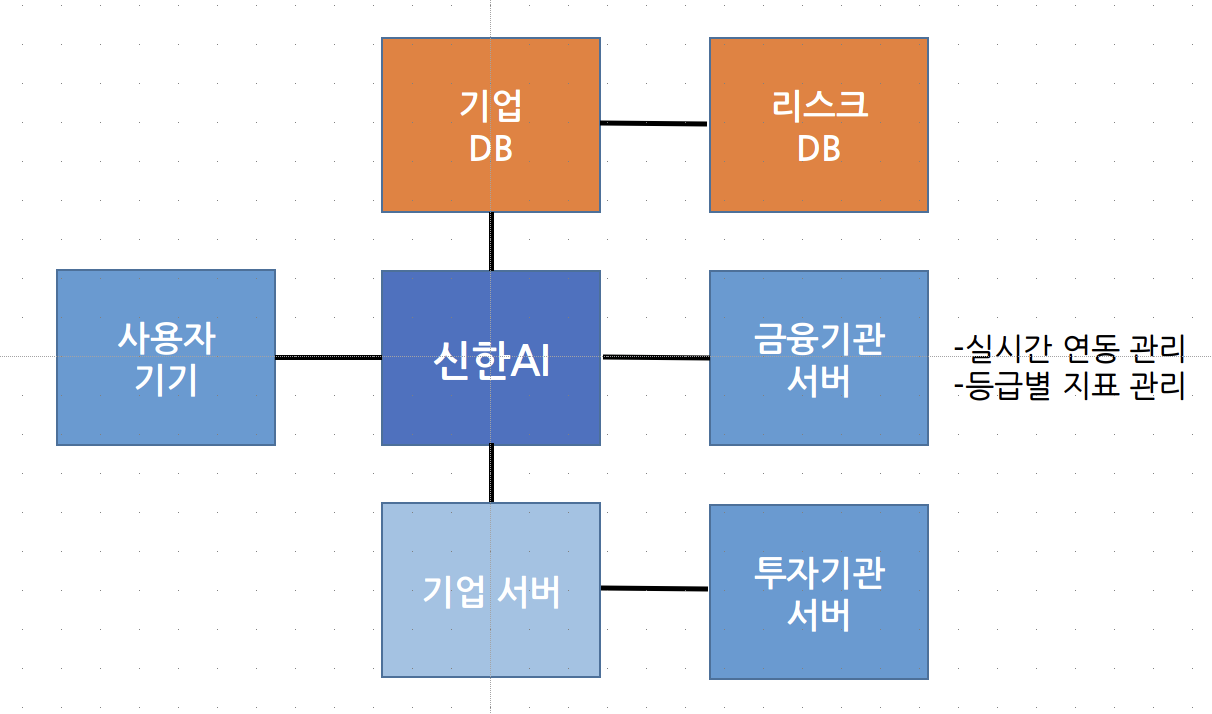 기업
DB
리스크
DB
사용자
기기
신한AI
금융기관
서버
-실시간 연동 관리
-등급별 지표 관리
기업 서버
투자기관
서버